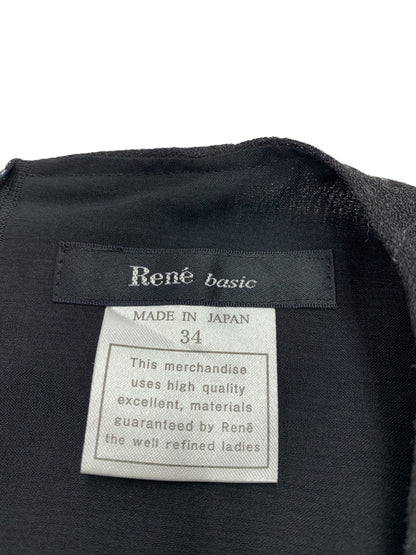 René basic
MADE IN JAPAN
34
This merchandise
uses high quality
excellent, materials
guaranteed by René
the well refined ladies